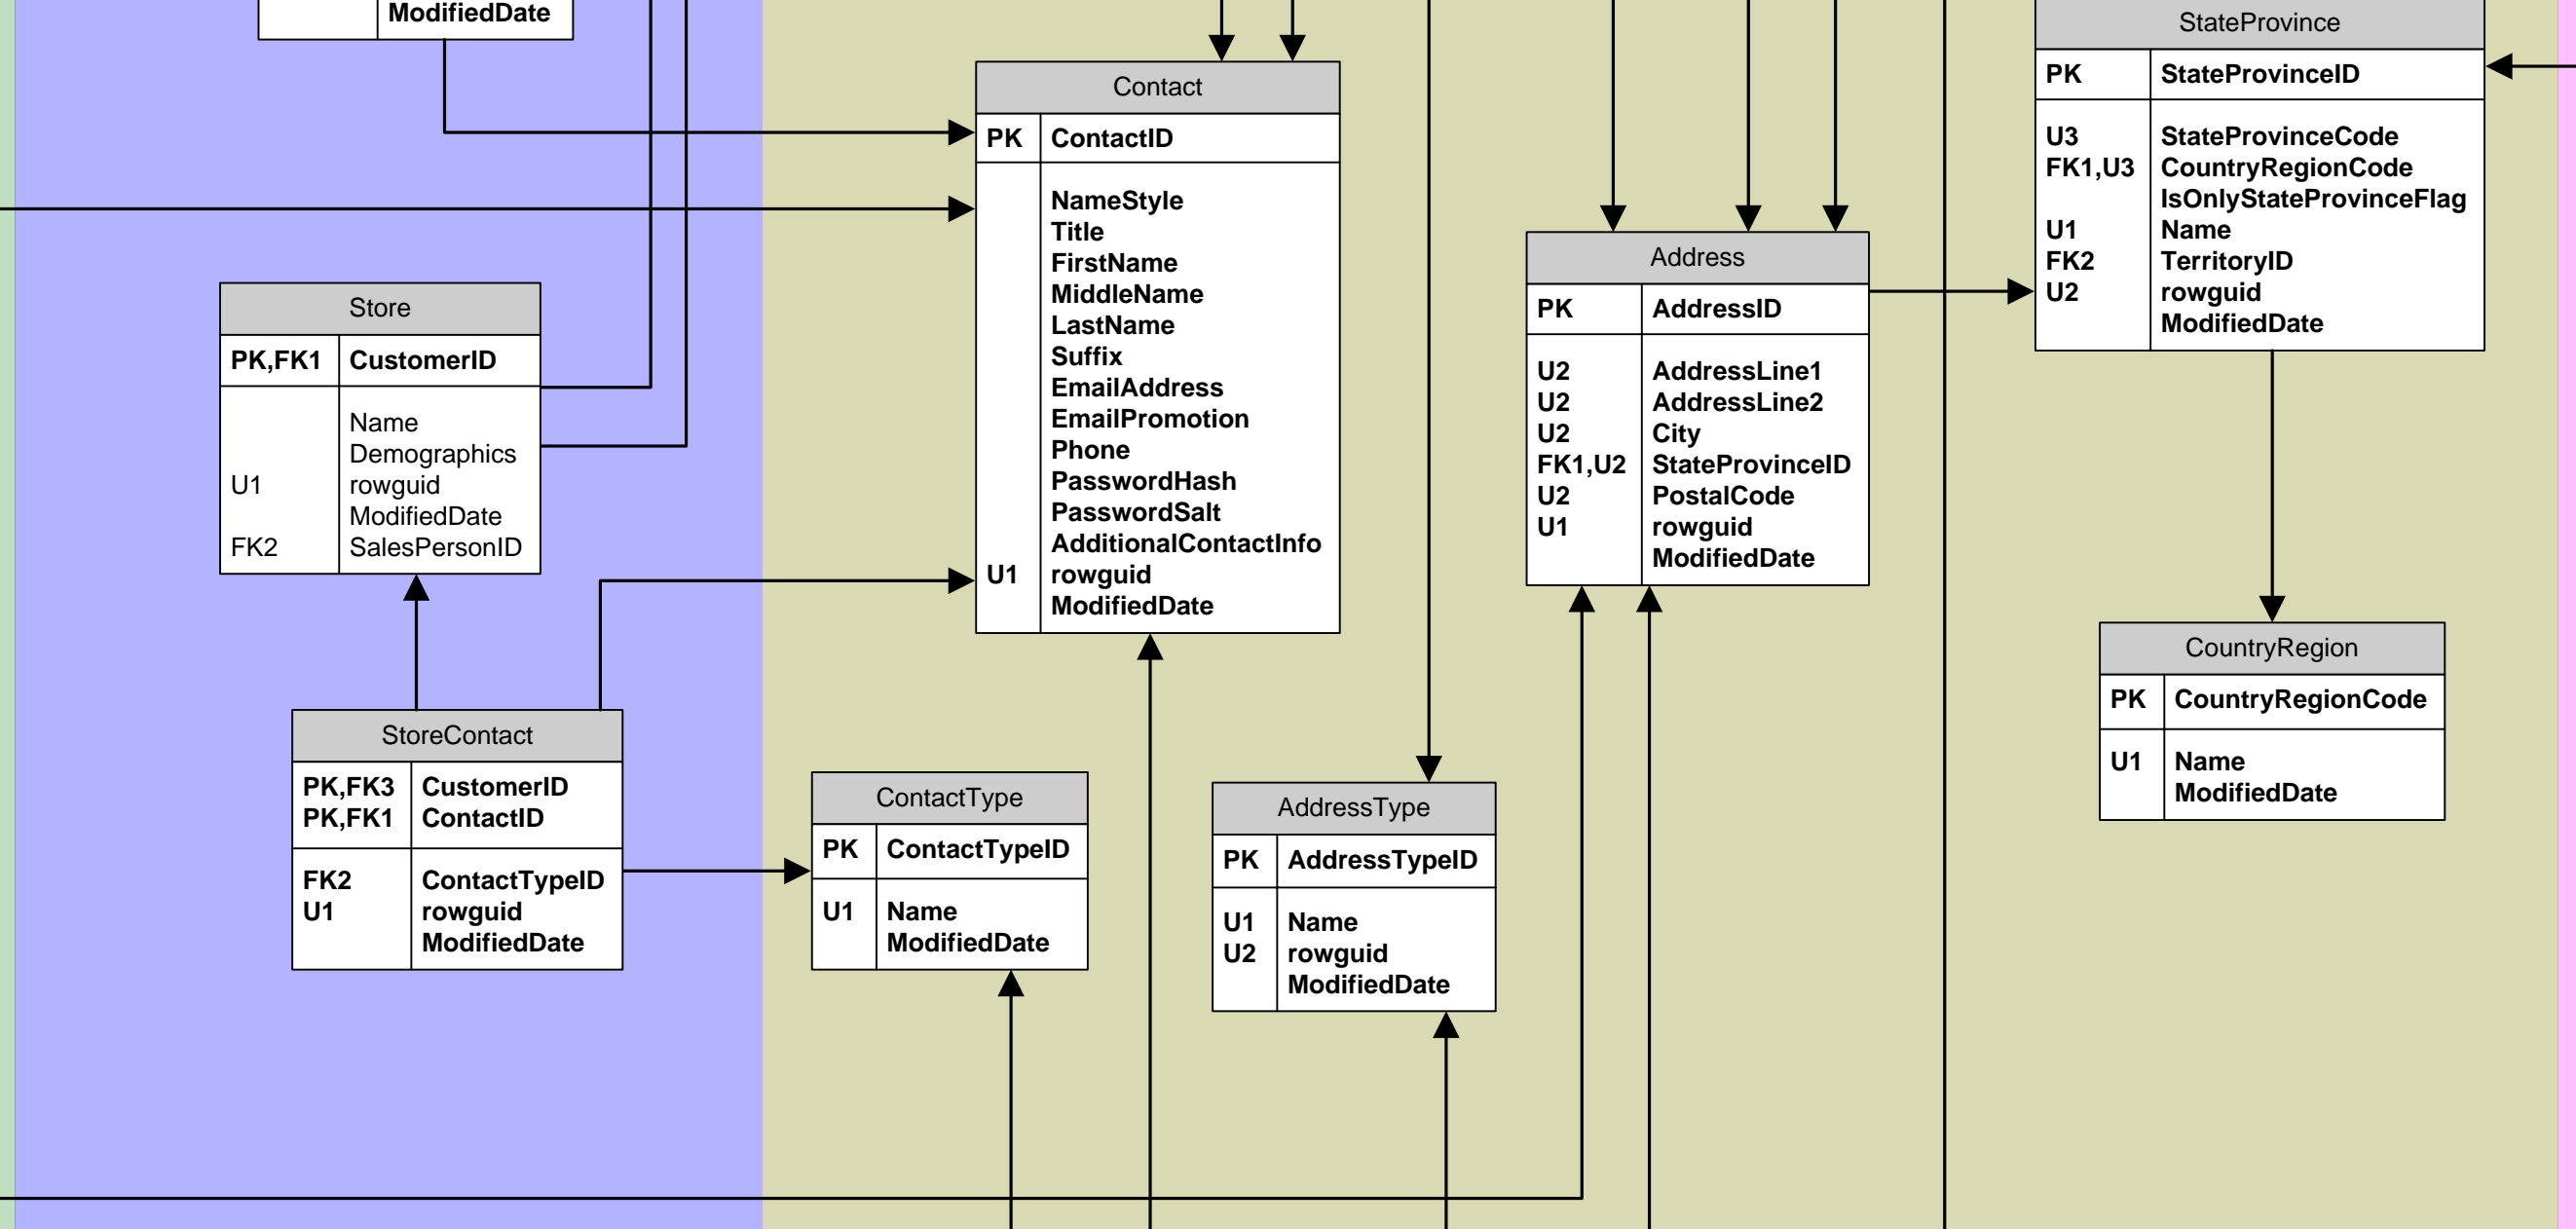 ModifiedDate
Contact
PK ContactID
NameStyle
Title
FirstName
MiddleName
LastName
Suffix
EmailAddress
EmailPromotion
Phone
PasswordHash
PasswordSalt
AdditionalContactInfo
U1 rowguid
ModifiedDate
StateProvince
PK StateProvinceID
U3 StateProvinceCode
FK1,U3 CountryRegionCode
IsOnlyStateProvinceFlag
U1 Name
FK2 TerritoryID
U2 rowguid
ModifiedDate
Address
PK AddressID
U2 AddressLine1
U2 AddressLine2
U2 City
FK1,U2 StateProvinceID
U2 PostalCode
U1 rowguid
ModifiedDate
Store
PK,FK1 CustomerID
Name
Demographics
U1 rowguid
ModifiedDate
FK2 SalesPersonID
CountryRegion
PK CountryRegionCode
U1 Name
ModifiedDate
StoreContact
PK,FK3 CustomerID
PK,FK1 ContactID
FK2 ContactTypeID
U1 rowguid
ModifiedDate
ContactType
PK ContactTypeID
U1 Name
ModifiedDate
AddressType
PK AddressTypeID
U1 Name
U2 rowguid
ModifiedDate